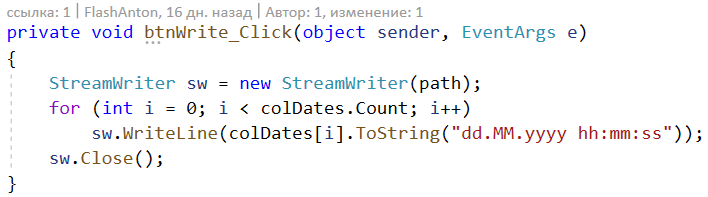 ссылка: 1 | FlashAnton, 16 дн. назад | Автор: 1, изменение: 1
private void btnWrite_Click(object sender, EventArgs e)
{
    StreamWriter sw = new StreamWriter(path);
    for (int i = 0; i < colDates.Count; i++)
        sw.WriteLine(colDates[i].ToString("dd.MM.yyyy hh:mm:ss"));
    sw.Close();
}